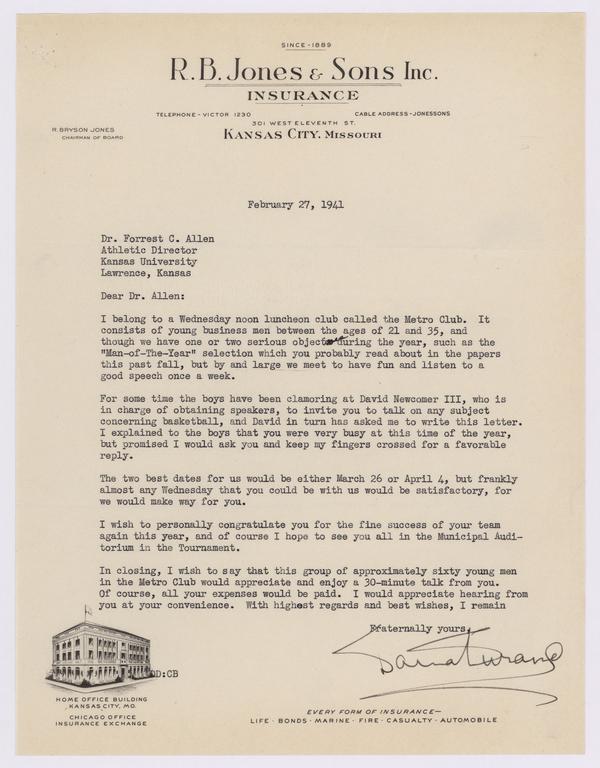 SINCE - 1889
R.B. Jones & Sons Inc.
INSURANCE
TELEPHONE - VICTOR 1230 CABLE ADDRESS - JONESSONS
301 WEST ELEVENTH ST.
R. BRYSON JONES
CHAIRMAN OF BOARD
KANSAS CITY, MISSOURI
February 27, 1941
Dr. Forrest C. Allen
Athletic Director
Kansas University
Lawrence, Kansas
Dear Dr. Allen:
I belong to a Wednesday noon luncheon club called the Metro Club. It
consists of young business men between the ages of 21 and 35, and
though we have one or two serious during the year, such as the
"Man-of-The-Year" selection which you probably read about in the papers
this past fall, but by and large we meet to have fun and listen to a
good speech once a week.
For some time the boys have been clamoring at David Newcomer III, who is
in charge of obtaining speakers, to invite you to talk on any subject
concerning basketball, and David in turn has asked me to write this letter.
I explained to the boys that you were very busy at this time of the year,
but promised I would ask you and keep my fingers crossed for a favorable
reply.
The two best dates for us would be either March 26 or April 4, but frankly
almost any Wednesday that you could be with us would be satisfactory, for
we would make way for you.
I wish to personally congratulate you for the fine success of your team
again this year, and of course I hope to see you all in the Municipal Audi-
torium in the Tournament.
In closing, I wish to say that this group of approximately sixty young men
in the Metro Club would appreciate and enjoy a 30-minute talk from you.
Of course, all your expenses would be paid. I would appreciate hearing from
you at your convenience. With highest regards and best wishes, I remain
Fraternally yours,
DD:CB
HOME OFFICE BUILDING
KANSAS CITY, MO.
CHICAGO OFFICE
INSURANCE EXCHANGE
EVERY FORM OF INSURANCE—
LIFE · BONDS · MARINE · FIRE · CASUALTY · AUTOMOBILE